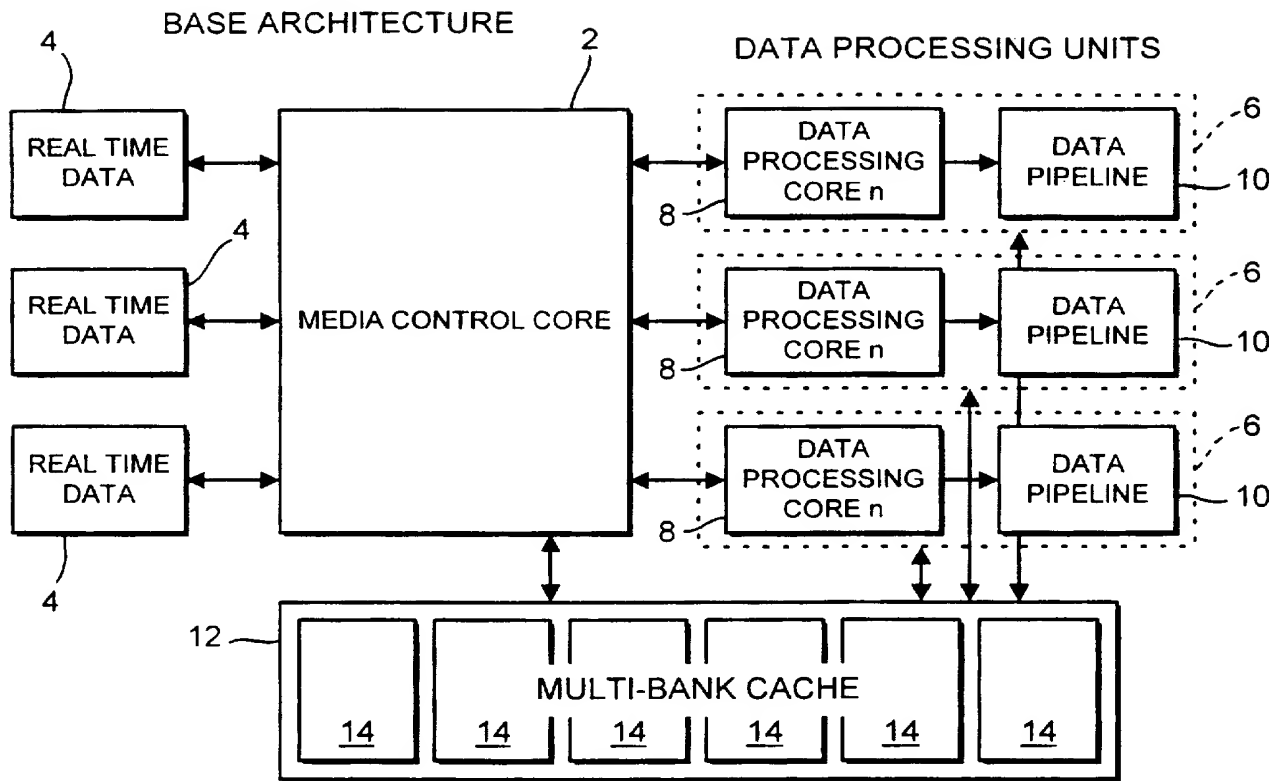 BASE ARCHITECTURE
DATA PROCESSING UNITS
4
2
6
REAL TIME
DATA
DATA
PROCESSING
CORE n
DATA
PIPELINE
8
10
4
6
REAL TIME
DATA
MEDIA CONTROL CORE
DATA
PROCESSING
CORE n
DATA
PIPELINE
8
10
6
REAL TIME
DATA
DATA
PROCESSING
CORE n
DATA
PIPELINE
8
10
4
12
MULTI-BANK CACHE
14 14 14 14 14 14